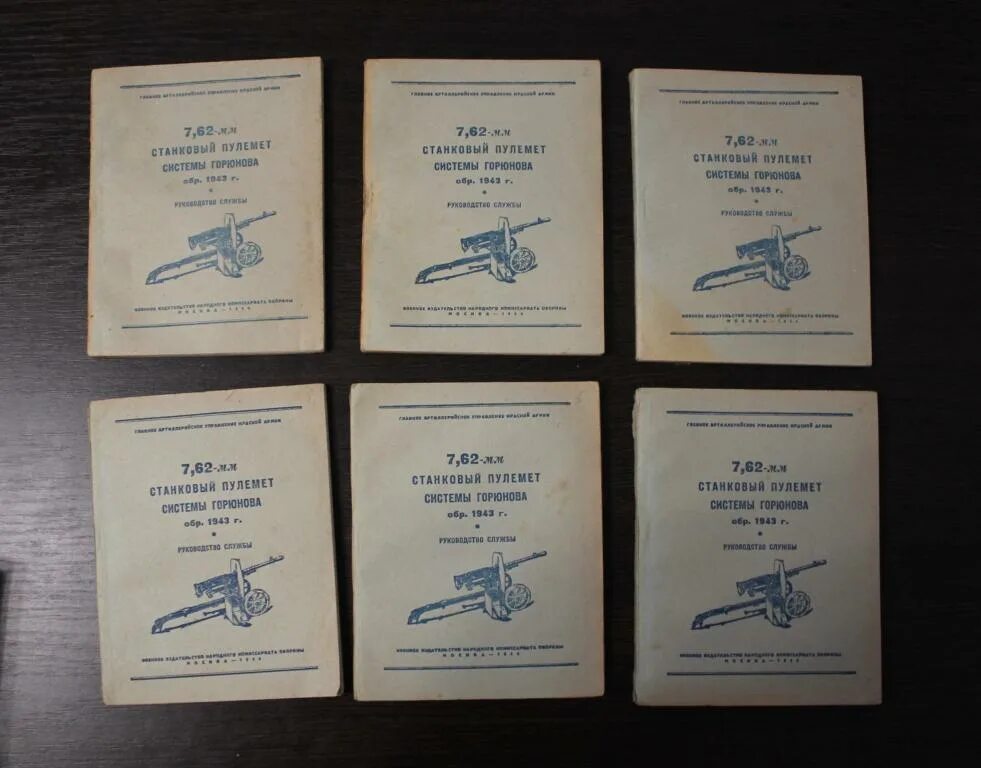 ГЛАВНОЕ АРТИЛЛЕРИЙСКОЕ УПРАВЛЕНИЕ КРАСНОЙ АРМИИ
7,62-мм
СТАНКОВЫЙ ПУЛЕМЕТ
СИСТЕМЫ ГОРЮНОВА
обр. 1943 г.
РУКОВОДСТВО СЛУЖБЫ
ВОЕННОЕ ИЗДАТЕЛЬСТВО НАРОДНОГО КОМИССАРИАТА ОБОРОНЫ
МОСКВА—1944
ГЛАВНОЕ АРТИЛЛЕРИЙСКОЕ УПРАВЛЕНИЕ КРАСНОЙ АРМИИ
7,62-мм
СТАНКОВЫЙ ПУЛЕМЕТ
СИСТЕМЫ ГОРЮНОВА
обр. 1943 г.
РУКОВОДСТВО СЛУЖБЫ
ВОЕННОЕ ИЗДАТЕЛЬСТВО НАРОДНОГО КОМИССАРИАТА ОБОРОНЫ
МОСКВА—1944
ГЛАВНОЕ АРТИЛЛЕРИЙСКОЕ УПРАВЛЕНИЕ КРАСНОЙ АРМИИ
7,62-мм
СТАНКОВЫЙ ПУЛЕМЕТ
СИСТЕМЫ ГОРЮНОВА
обр. 1943 г.
РУКОВОДСТВО СЛУЖБЫ
ВОЕННОЕ ИЗДАТЕЛЬСТВО НАРОДНОГО КОМИССАРИАТА ОБОРОНЫ
МОСКВА—1944
ГЛАВНОЕ АРТИЛЛЕРИЙСКОЕ УПРАВЛЕНИЕ КРАСНОЙ АРМИИ
7,62-мм
СТАНКОВЫЙ ПУЛЕМЕТ
СИСТЕМЫ ГОРЮНОВА
обр. 1943 г.
РУКОВОДСТВО СЛУЖБЫ
ВОЕННОЕ ИЗДАТЕЛЬСТВО НАРОДНОГО КОМИССАРИАТА ОБОРОНЫ
МОСКВА—1944
ГЛАВНОЕ АРТИЛЛЕРИЙСКОЕ УПРАВЛЕНИЕ КРАСНОЙ АРМИИ
7,62-мм
СТАНКОВЫЙ ПУЛЕМЕТ
СИСТЕМЫ ГОРЮНОВА
обр. 1943 г.
РУКОВОДСТВО СЛУЖБЫ
ВОЕННОЕ ИЗДАТЕЛЬСТВО НАРОДНОГО КОМИССАРИАТА ОБОРОНЫ
МОСКВА—1944
ГЛАВНОЕ АРТИЛЛЕРИЙСКОЕ УПРАВЛЕНИЕ КРАСНОЙ АРМИИ
7,62-мм
СТАНКОВЫЙ ПУЛЕМЕТ
СИСТЕМЫ ГОРЮНОВА
обр. 1943 г.
РУКОВОДСТВО СЛУЖБЫ
ВОЕННОЕ ИЗДАТЕЛЬСТВО НАРОДНОГО КОМИССАРИАТА ОБОРОНЫ
МОСКВА—1944